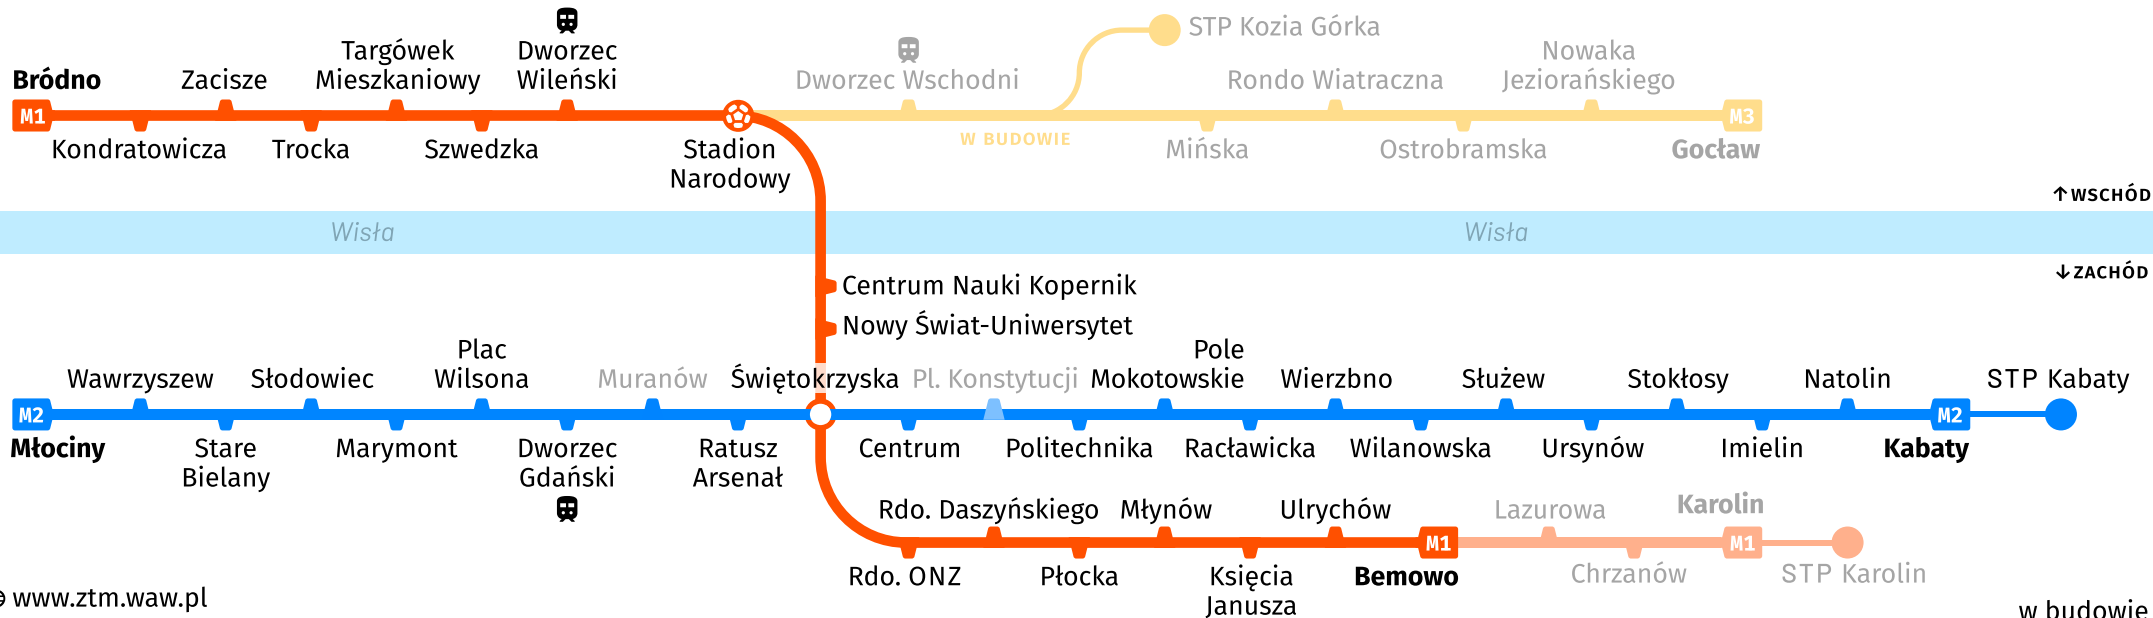 STP Kozia Górka
Bródno
Zacisze
Targówek
Mieszkaniowy
Dworzec
Wileński
Dworzec Wschodni
Rondo Wiatraczna
Nowaka
Jeziorańskiego
M1
M3
W BUDOWIE
Kondratowicza
Trocka
Szwedzka
Stadion
Narodowy
Mińska
Ostrobramska
Gocław
↑WSCHÓD
Wisła
Wisła
↓ZACHÓD
Centrum Nauki Kopernik
Nowy Świat-Uniwersytet
Wawrzyszew
Słodowiec
Plac
Wilsona
Muranów
Świętokrzyska
Pl. Konstytucji
Pole
Mokotowskie
Wierzbno
Służew
Stokłosy
Natolin
STP Kabaty
M2
M2
Młociny
Stare
Bielany
Marymont
Dworzec
Gdański
Ratusz
Arsenał
Centrum
Politechnika
Racławicka
Wilanowska
Ursynów
Imielin
Kabaty
Rdo. Daszyńskiego
Młynów
Ulrychów
Lazurowa
Karolin
M1
M1
Rdo. ONZ
Płocka
Księcia
Janusza
Bemowo
Chrzanów
STP Karolin
www.ztm.waw.pl
w budowie